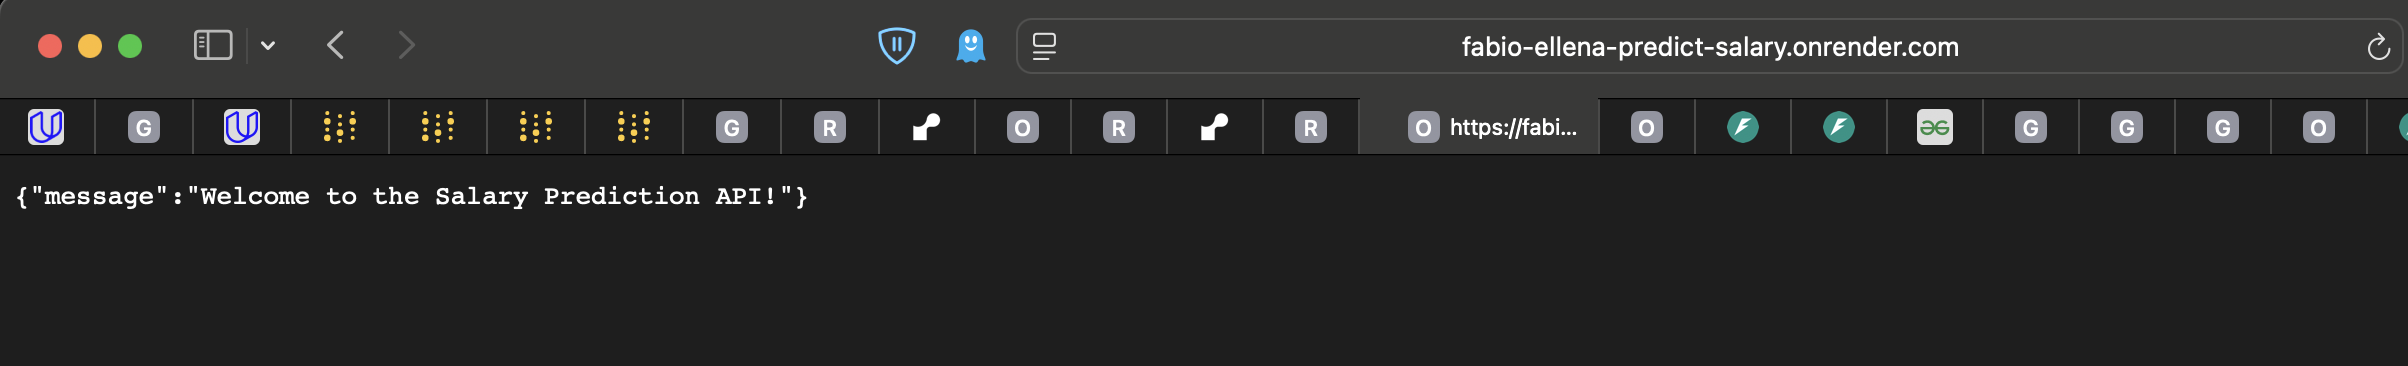 fabio-ellena-predict-salary.onrender.com
G G R O R R O https://fabi... O G G G O
{"message":"Welcome to the Salary Prediction API!"}